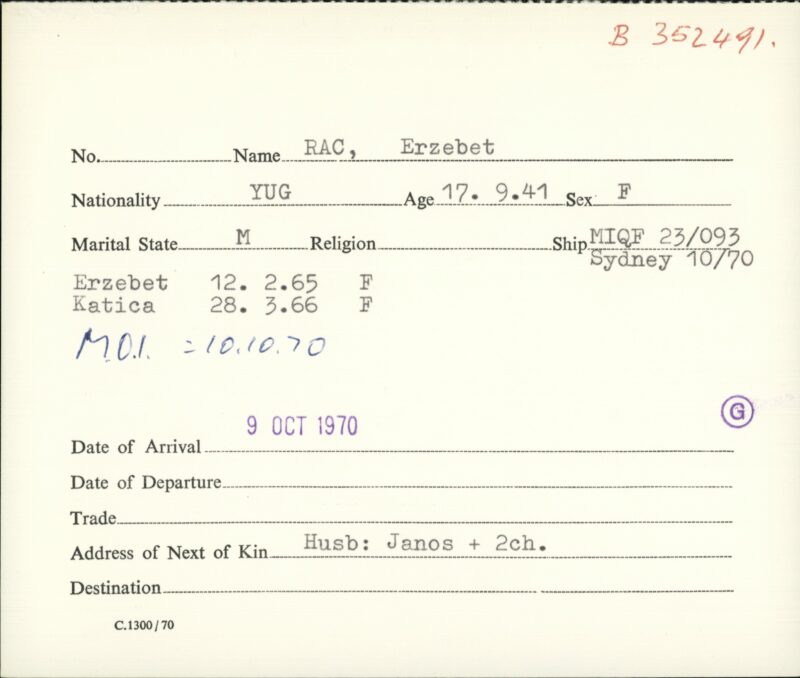 B 352491.
No. Name RAC, Erzebet
Nationality YUG Age 17. 9.41 Sex F
Marital State M Religion Ship MIQF 23/093
Sydney 10/70
Erzebet 12. 2.65 F
Katica 28. 3.66 F
M.O.I. = 10.10.70
G
9 OCT 1970
Date of Arrival
Date of Departure
Trade
Address of Next of Kin Husb: Janos + 2ch.
Destination
C.1300/70